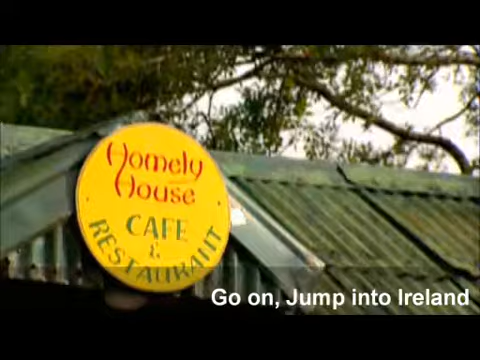 Homely
House
CAFE
&
RESTAURANT
Go on, Jump into Ireland